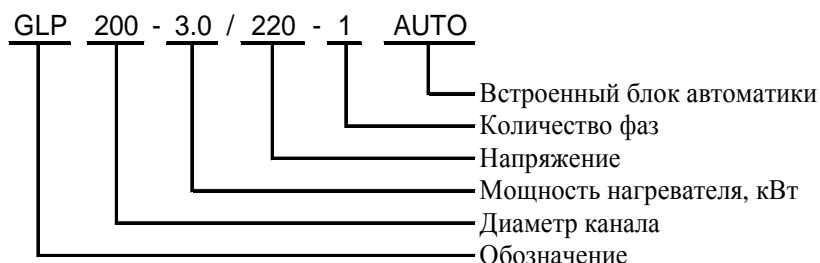 GLP 200 - 3.0 / 220 - 1 AUTO
Встроенный блок автоматики
Количество фаз
Напряжение
Мощность нагревателя, кВт
Диаметр канала
Обозначение